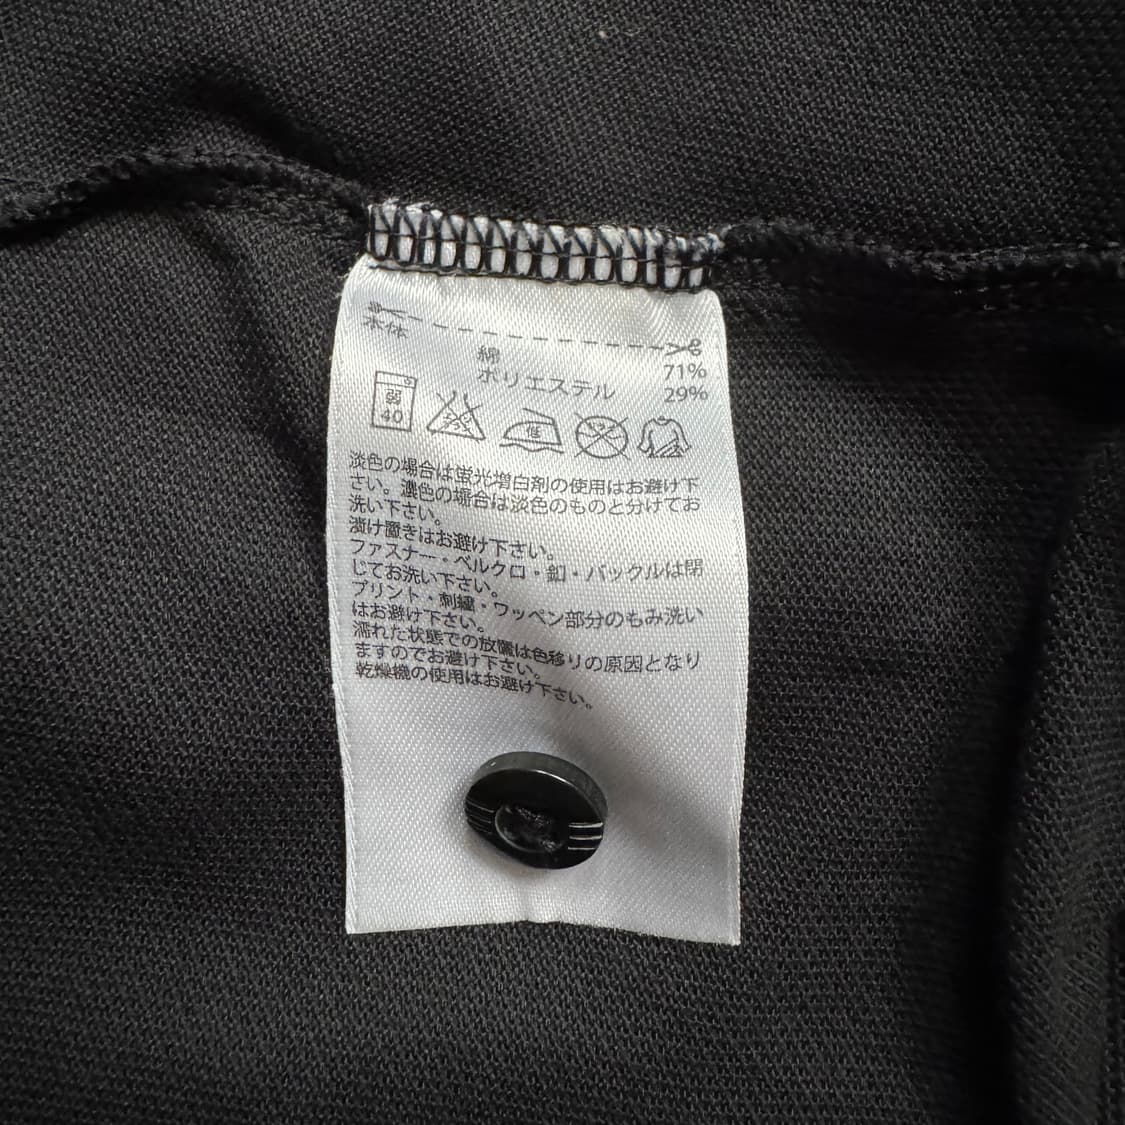 本体
綿 71%
ポリエステル 29%
弱
40
低
淡色の場合は蛍光増白剤の使用はお避け下
さい。濃色の場合は淡色のものと分けてお
洗い下さい。
漬け置きはお避け下さい。
ファスナー・ベルクロ・釦・バックルは閉
じてお洗い下さい。
プリント・刺繍・ワッペン部分のもみ洗い
はお避け下さい。
濡れた状態での放置は色移りの原因となり
ますのでお避け下さい。
乾燥機の使用はお避け下さい。